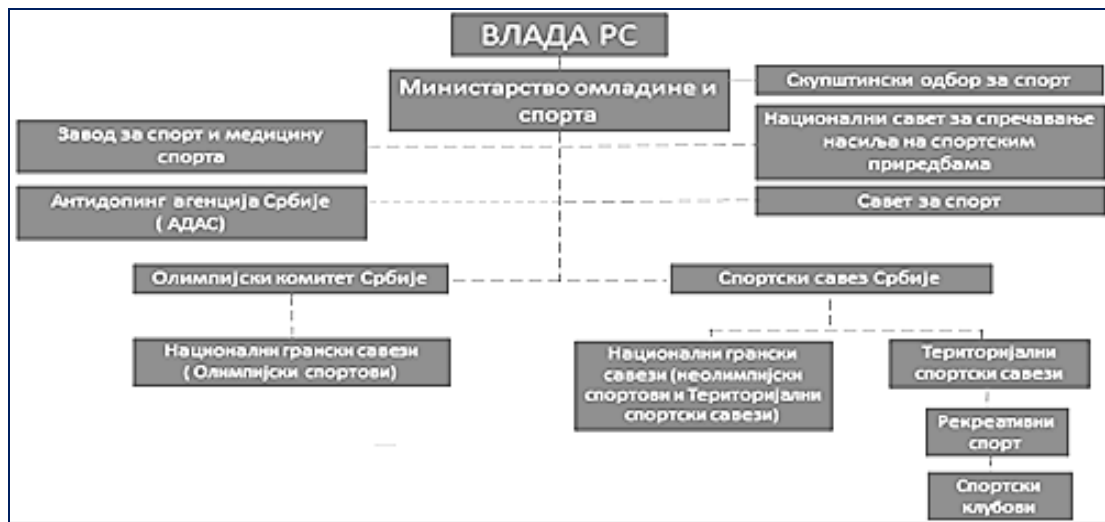 ВЛАДА РС
Министарство омладине и
спорта
Скупштински одбор за спорт
Завод за спорт и медицину
спорта
Национални савет за спречавање
насиља на спортским
приредбама
Антидопинг агенција Србије
( АДАС)
Савет за спорт
Олимпијски комитет Србије
Спортски савез Србије
Национални грански савези
( Олимпијски спортови)
Национални грански
савези (неолимпијски
спортови и Територијални
спортски савези)
Територијални
спортски савези
Рекреативни
спорт
Спортски
клубови